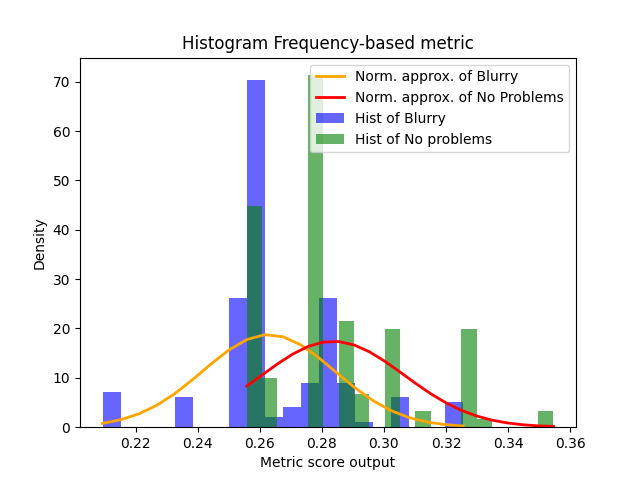 Histogram Frequency-based metric
Norm. approx. of Blurry
Norm. approx. of No Problems
Hist of Blurry
Hist of No problems
70
60
50
40
30
20
10
0
Density
0.22 0.24 0.26 0.28 0.30 0.32 0.34 0.36
Metric score output